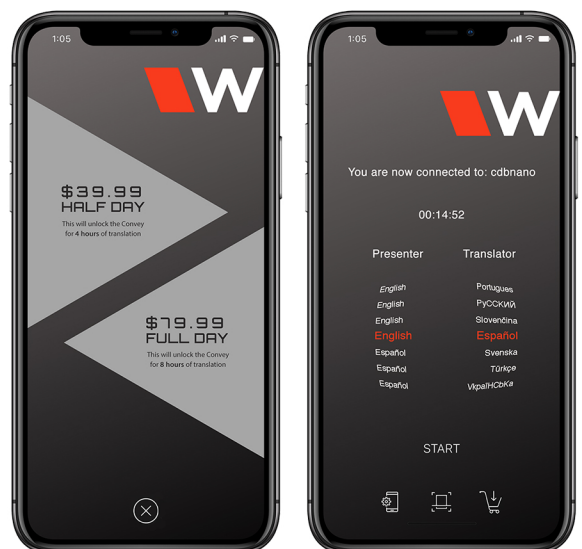 1:05
W
$39.99
HALF DAY
This will unlock the Convey
for 4 hours of translation
$79.99
FULL DAY
This will unlock the Convey
for 8 hours of translation
1:05
W
You are now connected to: cdbnano
00:14:52
Presenter Translator
English Portugues
English РуССКИЙ
English Slovenčina
English Español
Español Svenska
Español Türkçe
Español VkpaIHCbKa
START